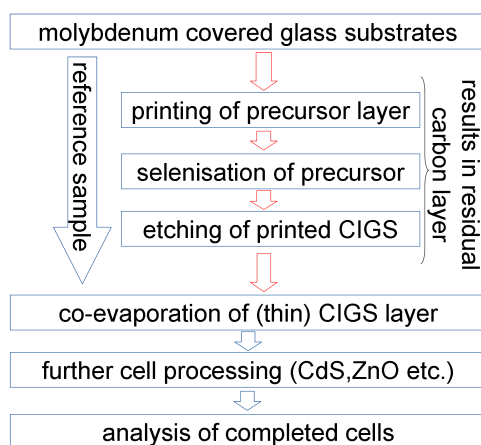 molybdenum covered glass substrates
reference sample
printing of precursor layer
selenisation of precursor
etching of printed CIGS
results in residual
carbon layer
co-evaporation of (thin) CIGS layer
further cell processing (CdS,ZnO etc.)
analysis of completed cells